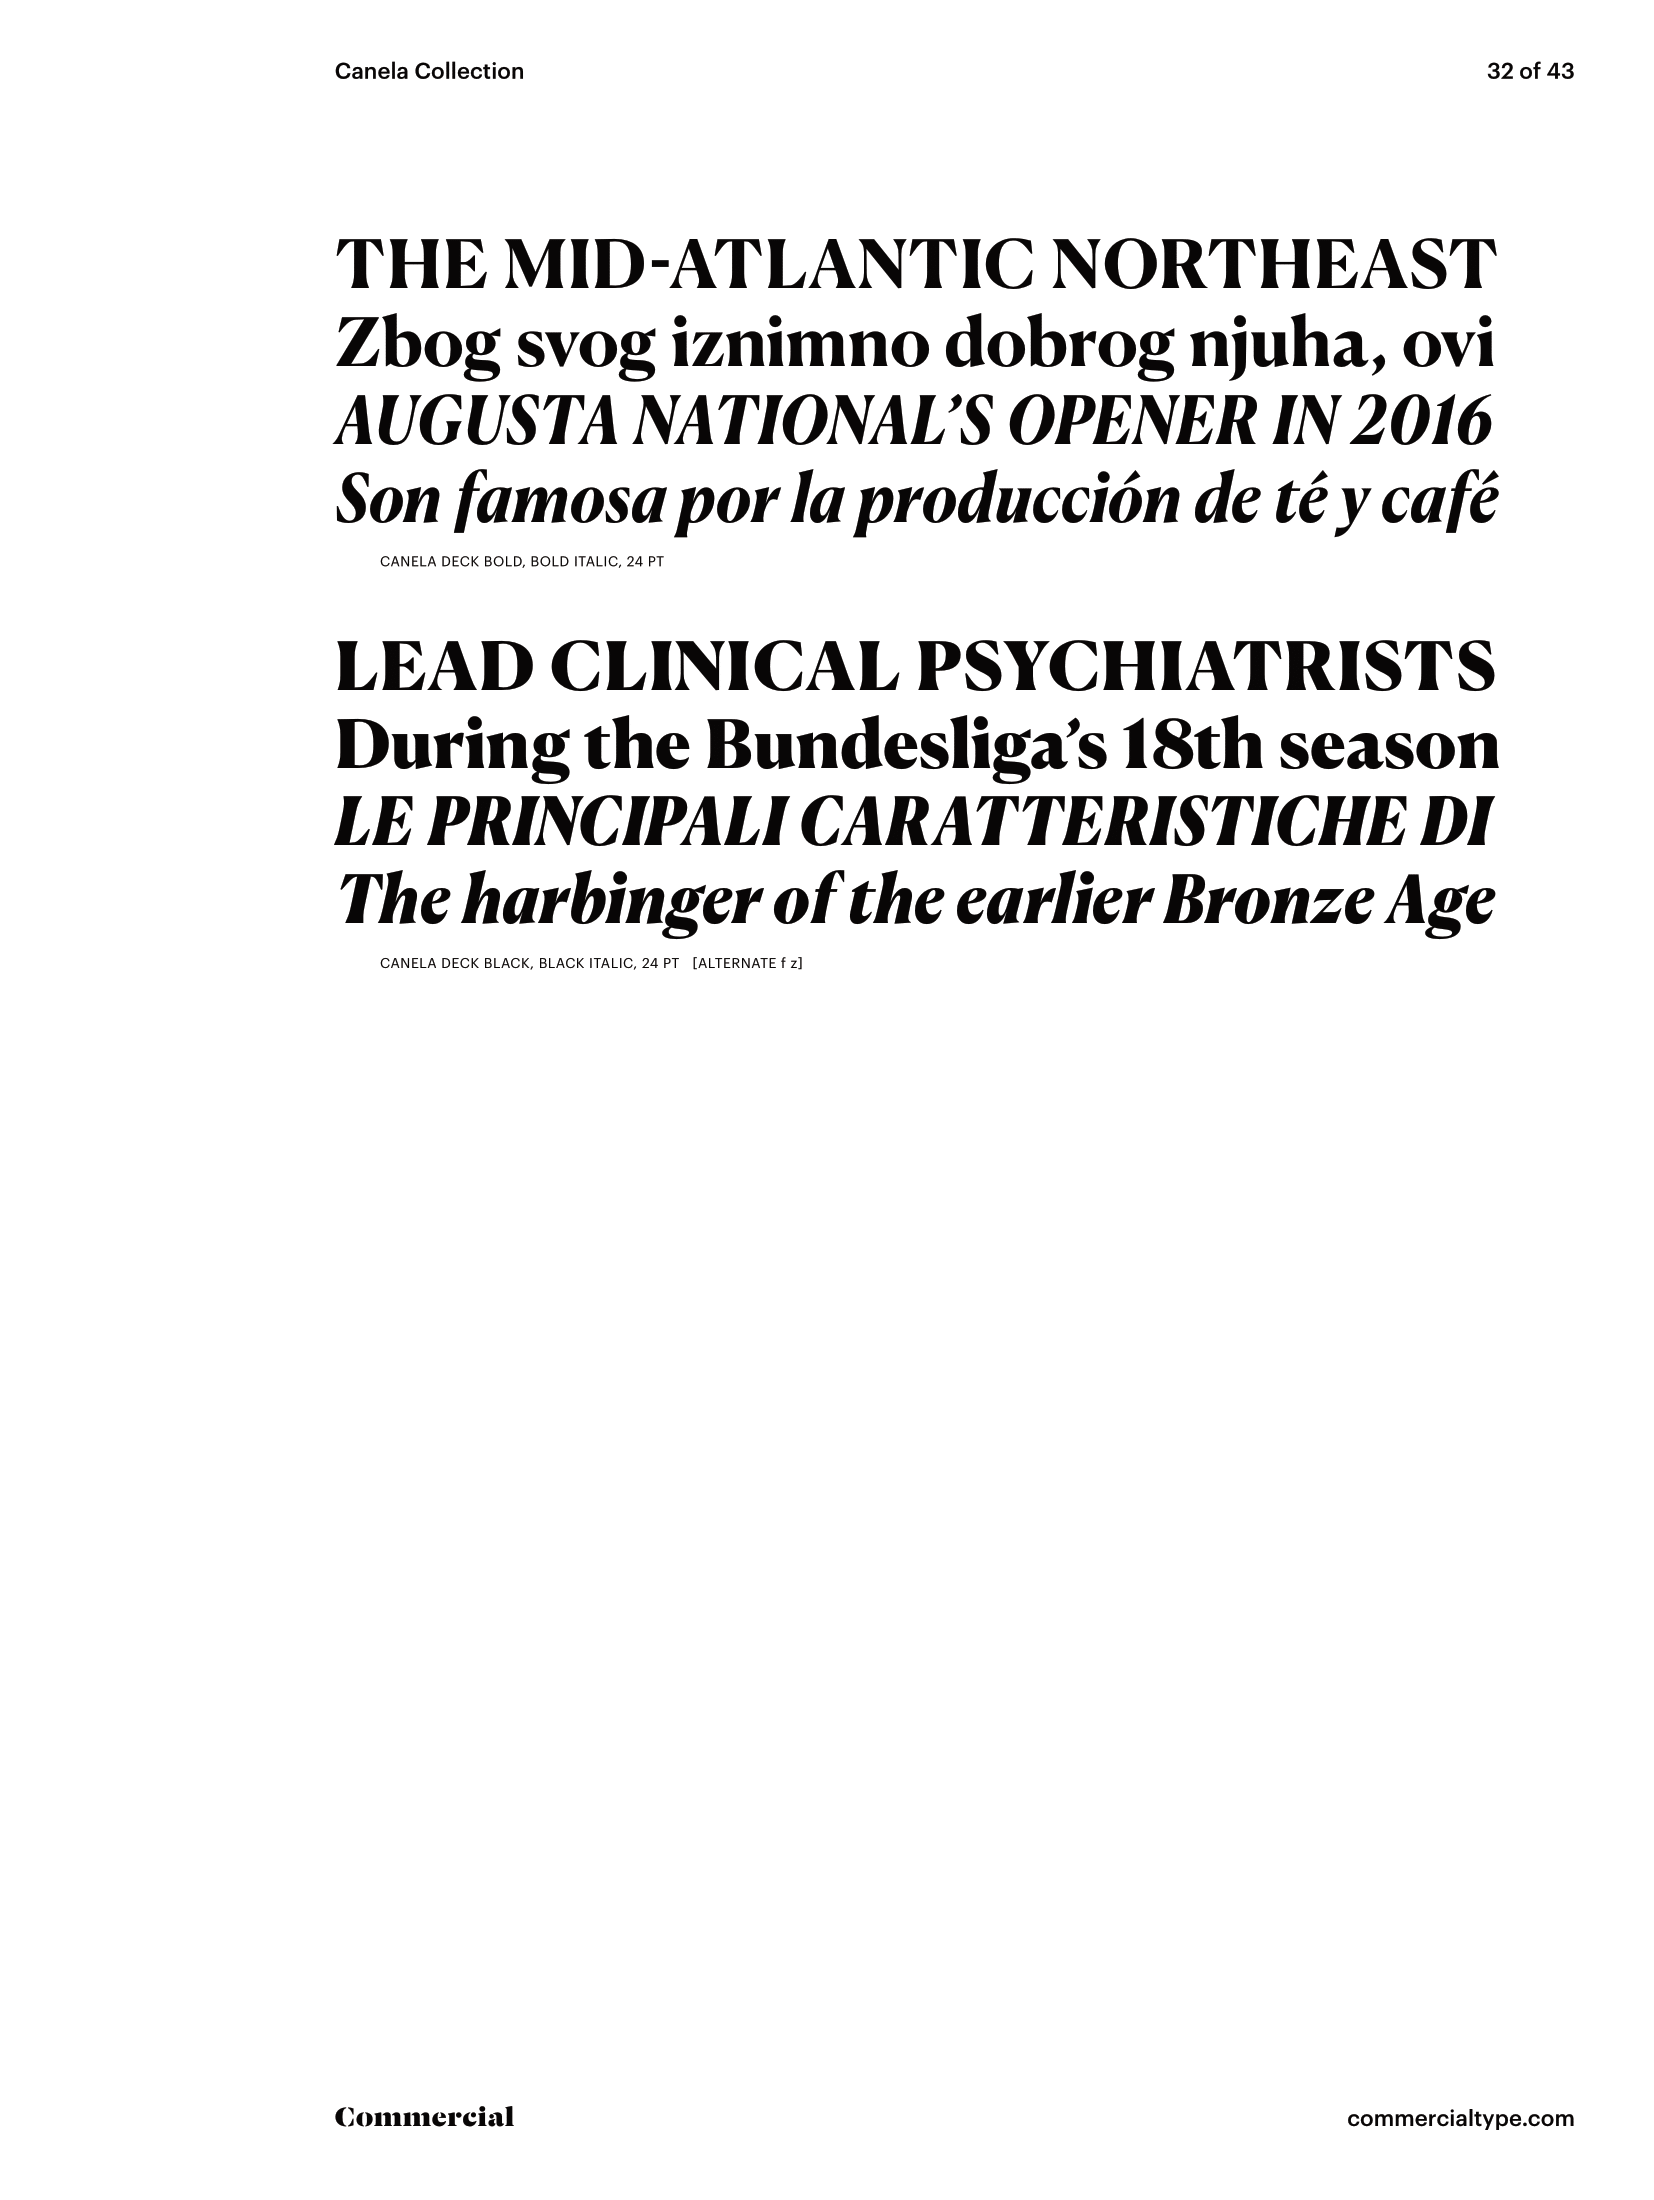 Canela Collection
32 of 43
THE MID-ATLANTIC NORTHEAST
Zbog svog iznimno dobrog njuha, ovi
AUGUSTA NATIONAL’S OPENER IN 2016
Son famosa por la producción de té y café
CANELA DECK BOLD, BOLD ITALIC, 24 PT
LEAD CLINICAL PSYCHIATRISTS
During the Bundesliga’s 18th season
LE PRINCIPALI CARATTERISTICHE DI
The harbinger of the earlier Bronze Age
CANELA DECK BLACK, BLACK ITALIC, 24 PT [ALTERNATE f z]
Commercial
commercialtype.com